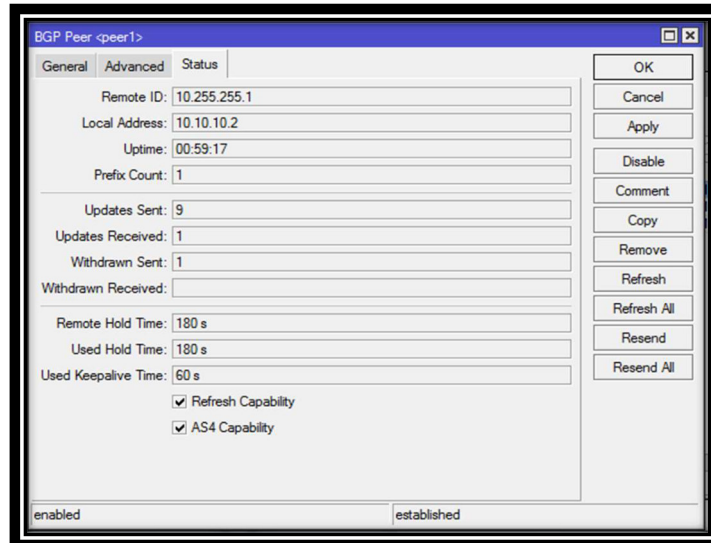 BGP Peer <peer1>
General Advanced Status
Remote ID: 10.255.255.1
Local Address: 10.10.10.2
Uptime: 00:59:17
Prefix Count: 1
Updates Sent: 9
Updates Received: 1
Withdrawn Sent: 1
Withdrawn Received:
Remote Hold Time: 180 s
Used Hold Time: 180 s
Used Keepalive Time: 60 s
Refresh Capability
AS4 Capability
enabled established
OK
Cancel
Apply
Disable
Comment
Copy
Remove
Refresh
Refresh All
Resend
Resend All